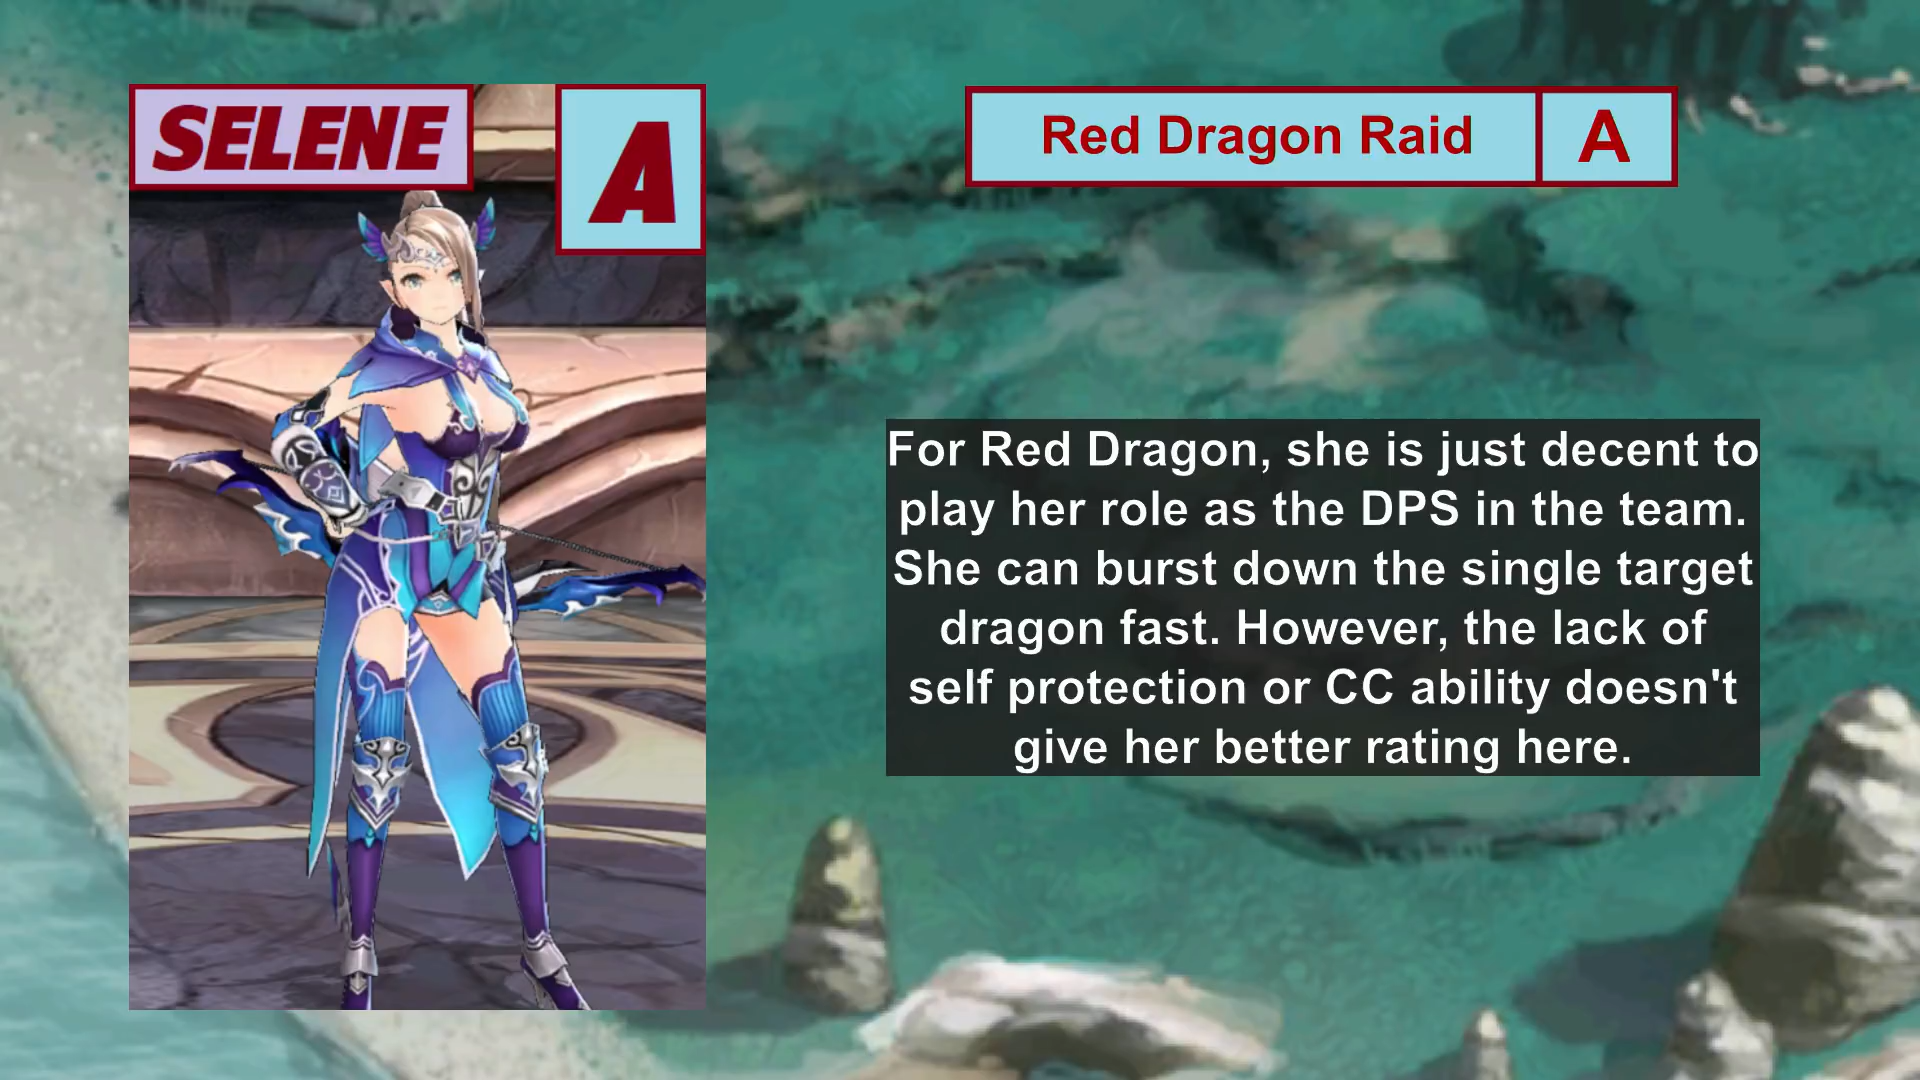 SELENE
A
Red Dragon Raid
A
For Red Dragon, she is just decent to
play her role as the DPS in the team.
She can burst down the single target
dragon fast. However, the lack of
self protection or CC ability doesn't
give her better rating here.